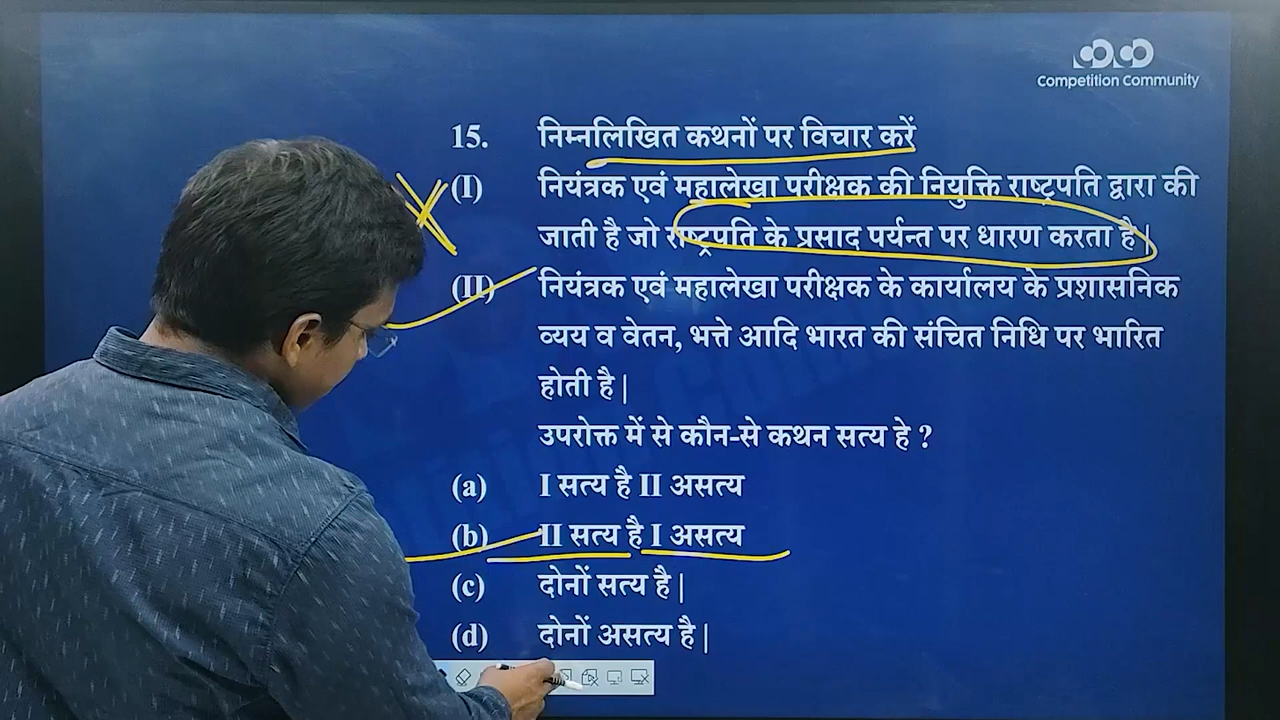 Competition Community
15. निम्नलिखित कथनों पर विचार करें
(I) नियंत्रक एवं महालेखा परीक्षक की नियुक्ति राष्ट्रपति द्वारा की
जाती है जो राष्ट्रपति के प्रसाद पर्यन्त पर धारण करता है|
(II) नियंत्रक एवं महालेखा परीक्षक के कार्यालय के प्रशासनिक
व्यय व वेतन, भत्ते आदि भारत की संचित निधि पर भारित
होती है|
उपरोक्त में से कौन-से कथन सत्य हे ?
(a) I सत्य है II असत्य
(b) II सत्य है I असत्य
(c) दोनों सत्य है|
(d) दोनों असत्य है|